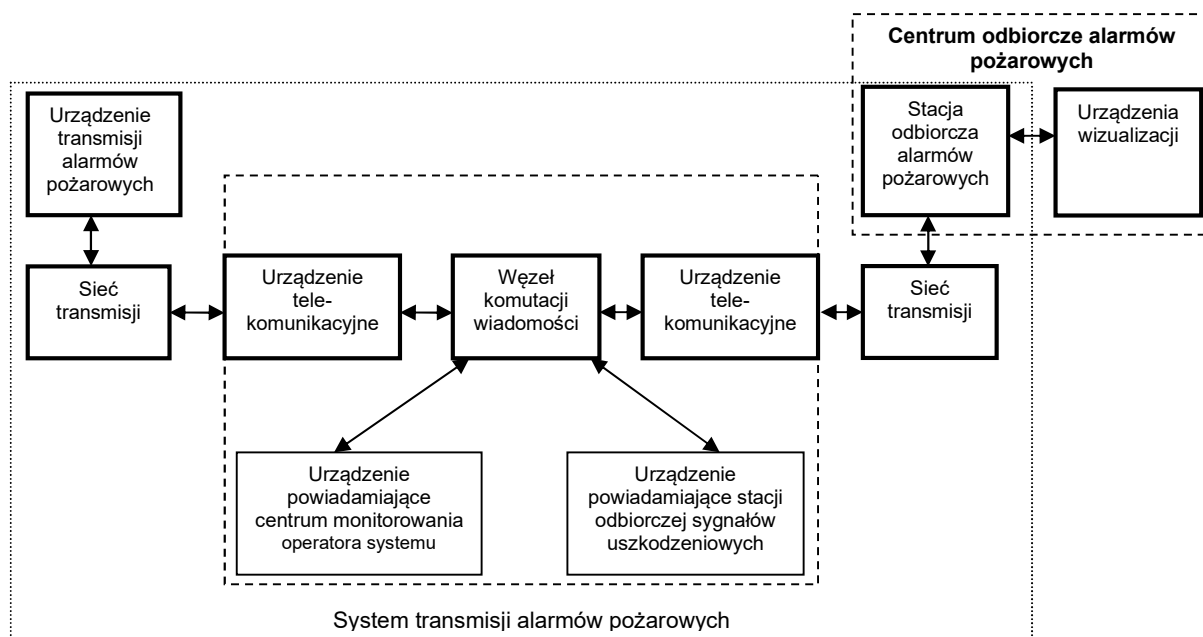 Centrum odbiorcze alarmów
pożarowych
Urządzenie
transmisji
alarmów
pożarowych
Stacja
odbiorcza
alarmów
pożarowych
Urządzenia
wizualizacji
Sieć
transmisji
Urządzenie
tele-
komunikacyjne
Węzeł
komutacji
wiadomości
Urządzenie
tele-
komunikacyjne
Sieć
transmisji
Urządzenie
powiadamiające
centrum monitorowania
operatora systemu
Urządzenie
powiadamiające stacji
odbiorczej sygnałów
uszkodzeniowych
System transmisji alarmów pożarowych